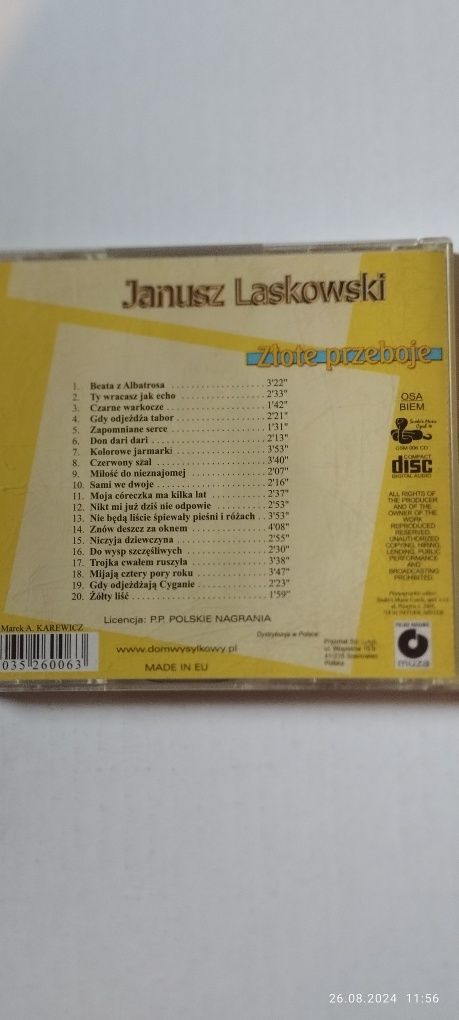 Janusz Laskowski
Złote przeboje
1. Beata z Albatrosa .................... 3'22"
2. Ty wracasz jak echo .................... 2'33"
3. Czarne warkocze .................... 1'42"
4. Gdy odjeżdża tabor .................... 2'21"
5. Zapomniane serce .................... 1'31"
6. Don dari dari .................... 2'13"
7. Kolorowe jarmarki .................... 3'53"
8. Czerwony szal .................... 3'40"
9. Miłość do nieznajomej .................... 2'07"
10. Sami we dwoje .................... 2'16"
11. Moja córeczka ma kilka lat .................... 2'37"
12. Nikt mi już dziś nie odpowie .................... 2'53"
13. Nie będą liście śpiewały pieśni i różach .. 3'53"
14. Znów deszcz za oknem .................... 4'08"
15. Niczyja dziewczyna .................... 2'55"
16. Do wysp szczęśliwych .................... 2'30"
17. Trojka cwałem ruszyła .................... 3'38"
18. Mijają cztery pory roku .................... 3'47"
19. Gdy odjeżdżają Cyganie .................... 2'23"
20. Żółty liść .................... 1'59"
OSA
BIEM
GSM 006 CD
COMPACT
disc
DIGITAL AUDIO
ALL RIGHTS OF
THE PRODUCER
AND OF THE
OWNER OF THE
WORK
REPRODUCED
RESERVED.
UNAUTHORIZED
COPYING, HIRING,
LENDING, PUBLIC
PERFORMANCE
AND
BROADCASTING
PROHIBITED.
Licencja: P.P. POLSKIE NAGRANIA
Marek A. KAREWICZ
035 260063
Dystrybucja w Polsce:
www.domwysylkowy.pl
MADE IN EU
Polska
POLSKIE NAGRANIA
muza
26.08.2024 11:56